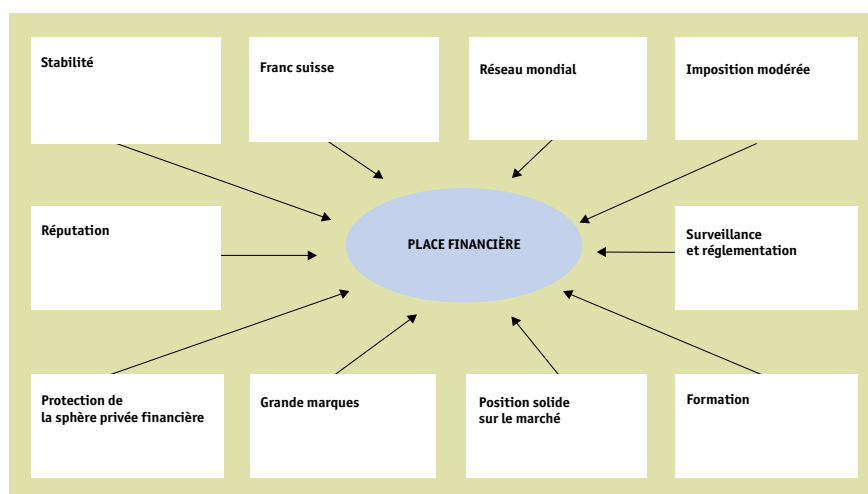 Stabilité
Franc suisse
Réseau mondial
Imposition modérée
Réputation
PLACE FINANCIÈRE
Surveillance
et réglementation
Protection de
la sphère privée financière
Grande marques
Position solide
sur le marché
Formation